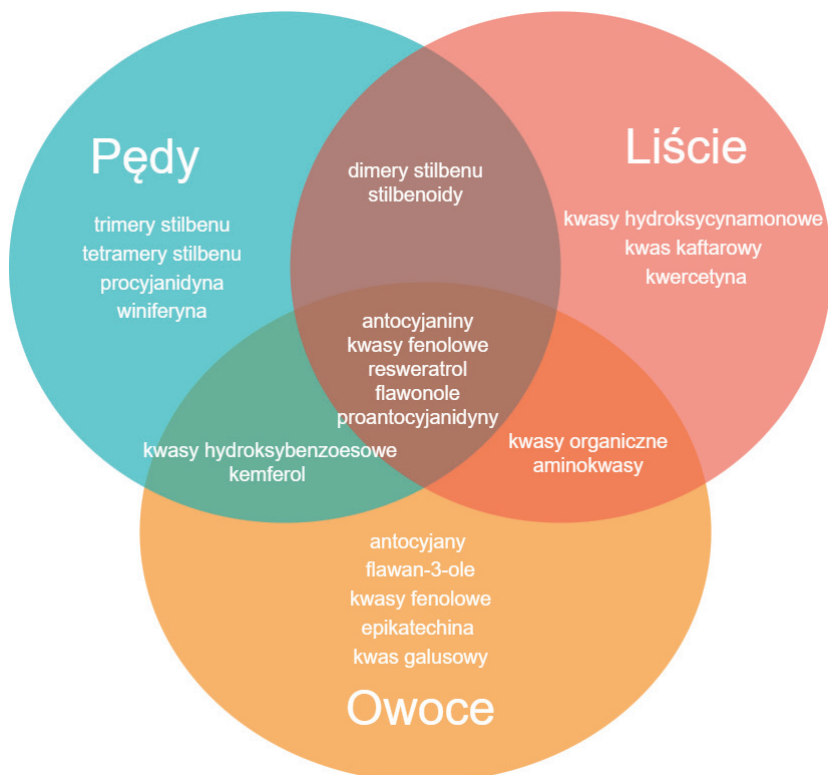 Pędy
trimery stilbenu
tetramery stilbenu
procyjanidyna
winiferyna
dimery stilbenu
stilbenoidy
Liście
kwasy hydroksycynamonowe
kwas kaftarowy
kwercetyna
antocyjaniny
kwasy fenolowe
resweratrol
flawonole
proantocyjanidyny
kwasy hydroksybenzoesowe
kemferol
kwasy organiczne
aminokwasy
antocyjany
flawan-3-ole
kwasy fenolowe
epikatechina
kwas galusowy
Owoce